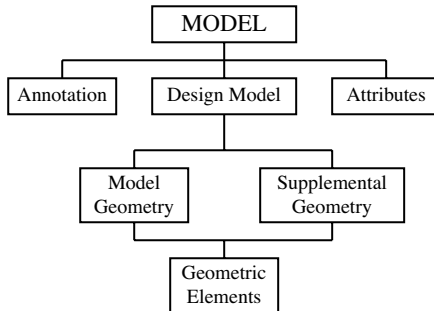 MODEL
Annotation
Design Model
Attributes
Model
Geometry
Supplemental
Geometry
Geometric
Elements